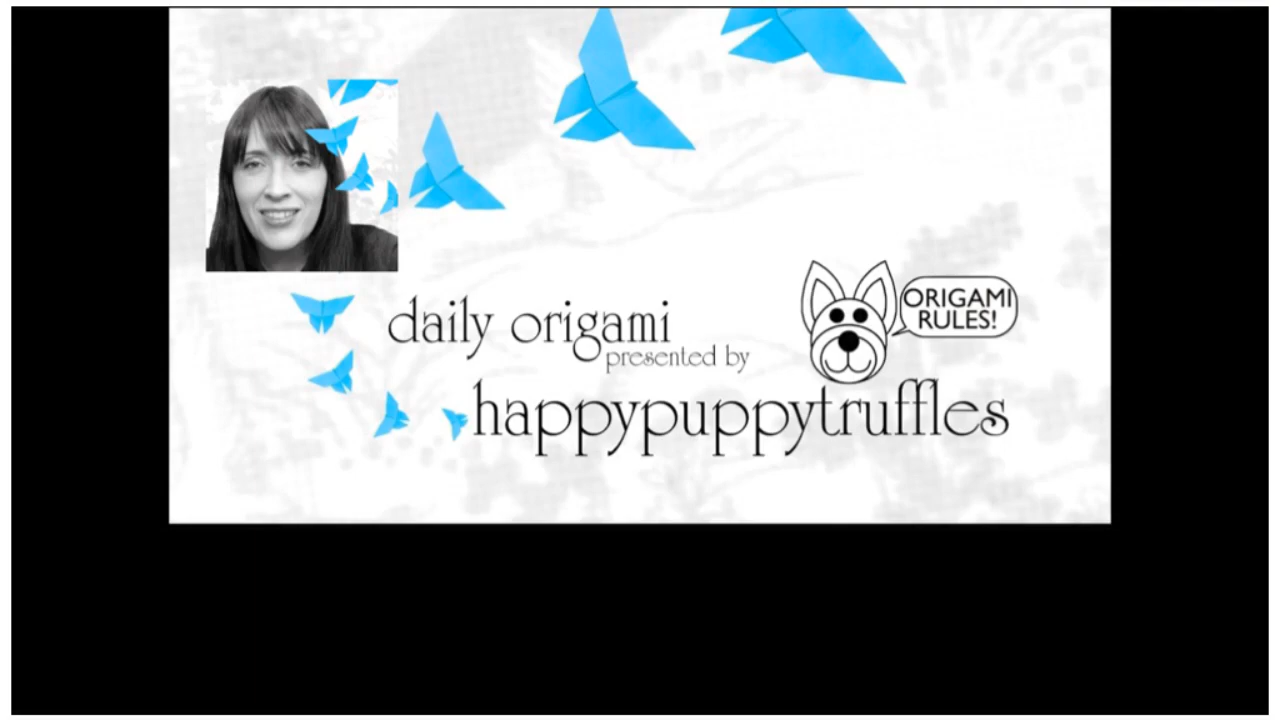 daily origami
presented by
happypuppytruffles
ORIGAMI
RULES!